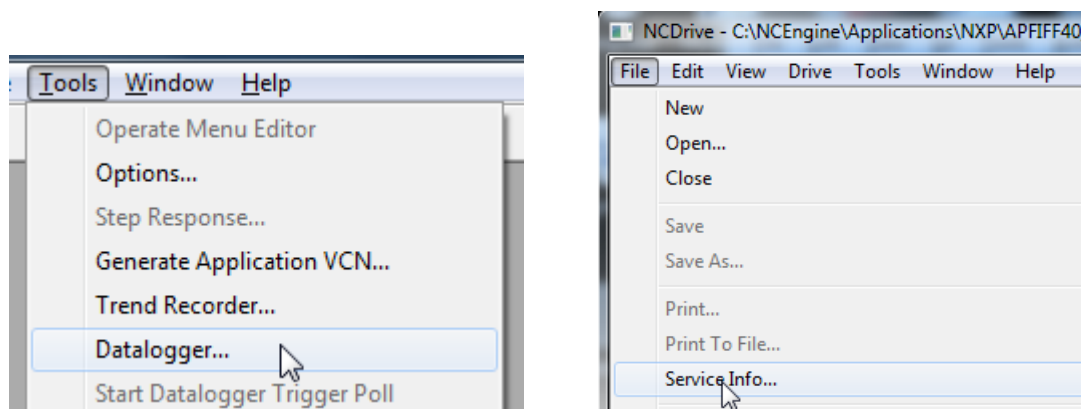 Tools Window Help
Operate Menu Editor
Options...
Step Response...
Generate Application VCN...
Trend Recorder...
Datalogger...
Start Datalogger Trigger Poll
NCDrive - C:\NCEngine\Applications\NXP\APFIFF40
File Edit View Drive Tools Window Help
New
Open...
Close
Save
Save As...
Print...
Print To File...
Service Info...